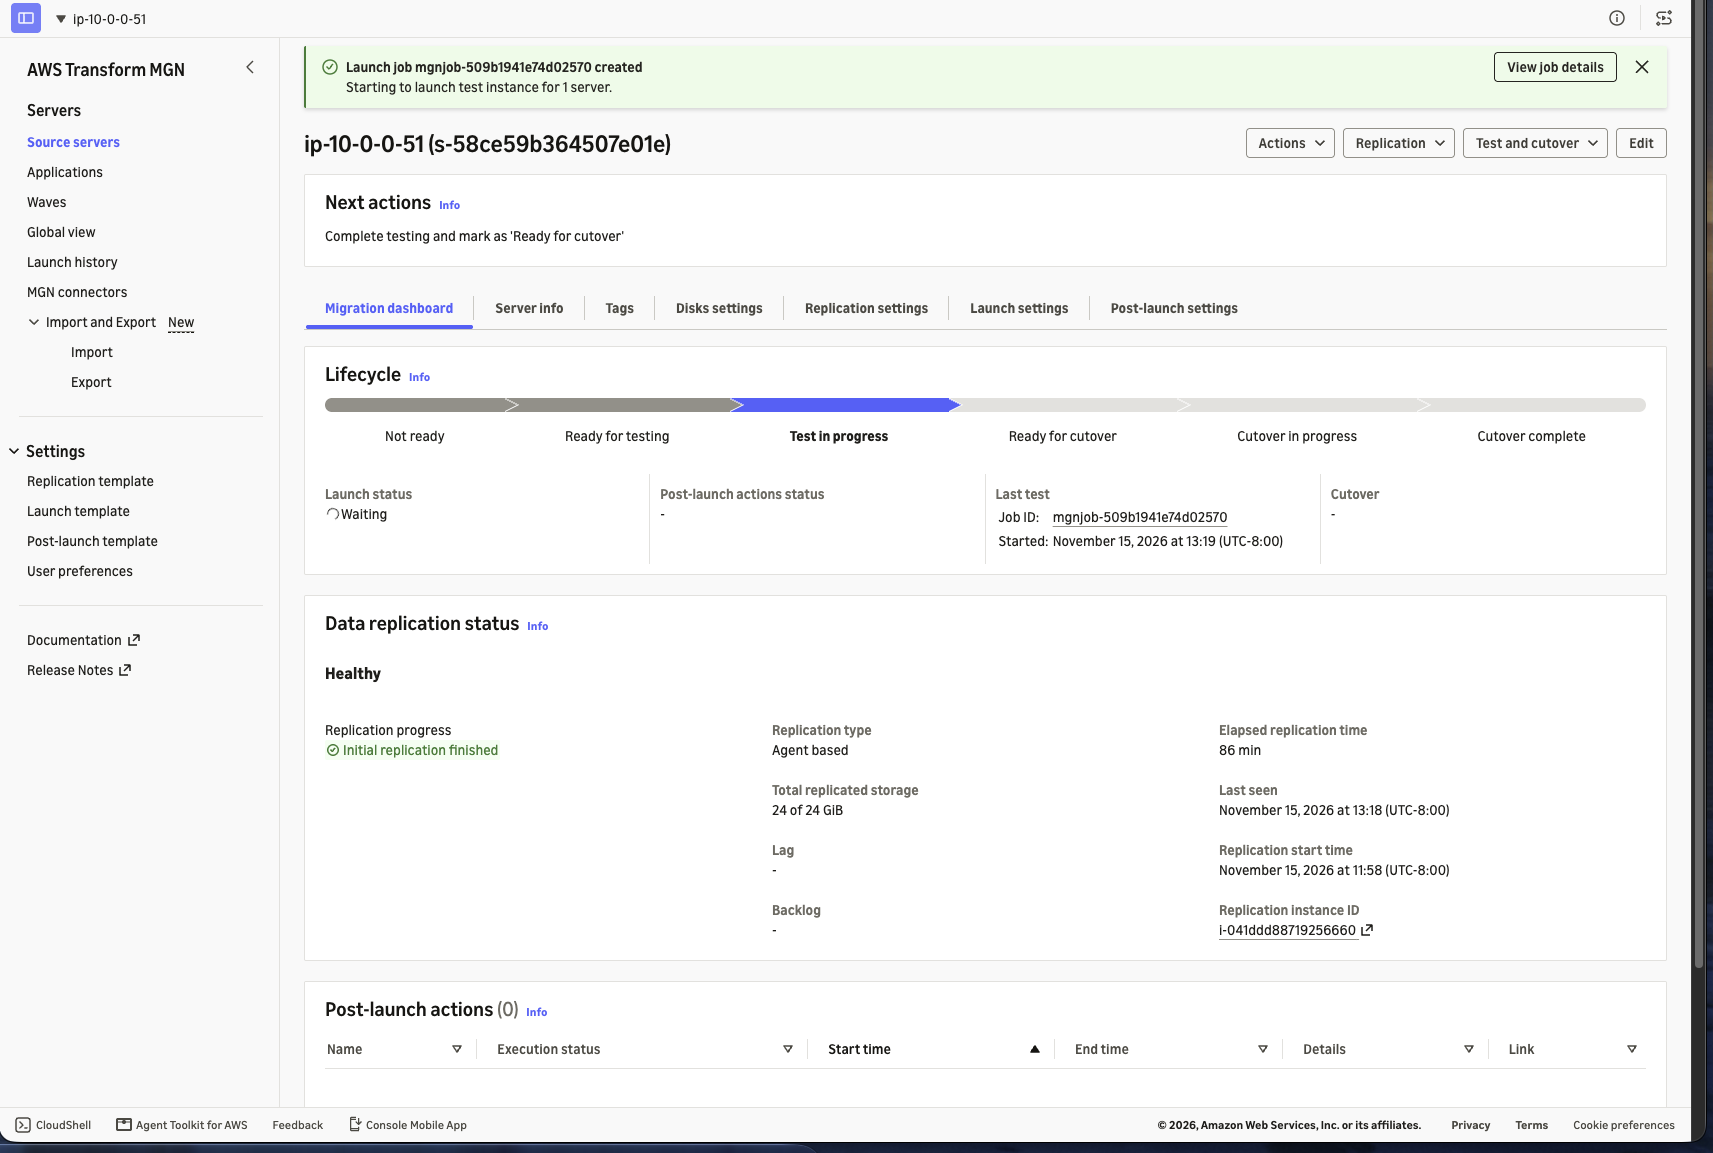 ip-10-0-0-51
AWS Transform MGN
Servers
Source servers
Applications
Waves
Global view
Launch history
MGN connectors
Import and Export New
Import
Export
Settings
Replication template
Launch template
Post-launch template
User preferences
Documentation
Release Notes
Launch job mgnjob-509b1941e74d02570 created
Starting to launch test instance for 1 server.
View job details
ip-10-0-0-51 (s-58ce59b364507e01e)
Actions Replication Test and cutover Edit
Next actions Info
Complete testing and mark as 'Ready for cutover'
Migration dashboard Server info Tags Disks settings Replication settings Launch settings Post-launch settings
Lifecycle Info
Not ready Ready for testing Test in progress Ready for cutover Cutover in progress Cutover complete
Launch status
Waiting
Post-launch actions status
-
Last test
Job ID: mgnjob-509b1941e74d02570
Started: November 15, 2026 at 13:19 (UTC-8:00)
Cutover
-
Data replication status Info
Healthy
Replication progress
Initial replication finished
Replication type
Agent based
Total replicated storage
24 of 24 GiB
Lag
-
Backlog
-
Elapsed replication time
86 min
Last seen
November 15, 2026 at 13:18 (UTC-8:00)
Replication start time
November 15, 2026 at 11:58 (UTC-8:00)
Replication instance ID
i-041ddd88719256660
Post-launch actions (0) Info
Name Execution status Start time End time Details Link
CloudShell Agent Toolkit for AWS Feedback Console Mobile App
© 2026, Amazon Web Services, Inc. or its affiliates. Privacy Terms Cookie preferences